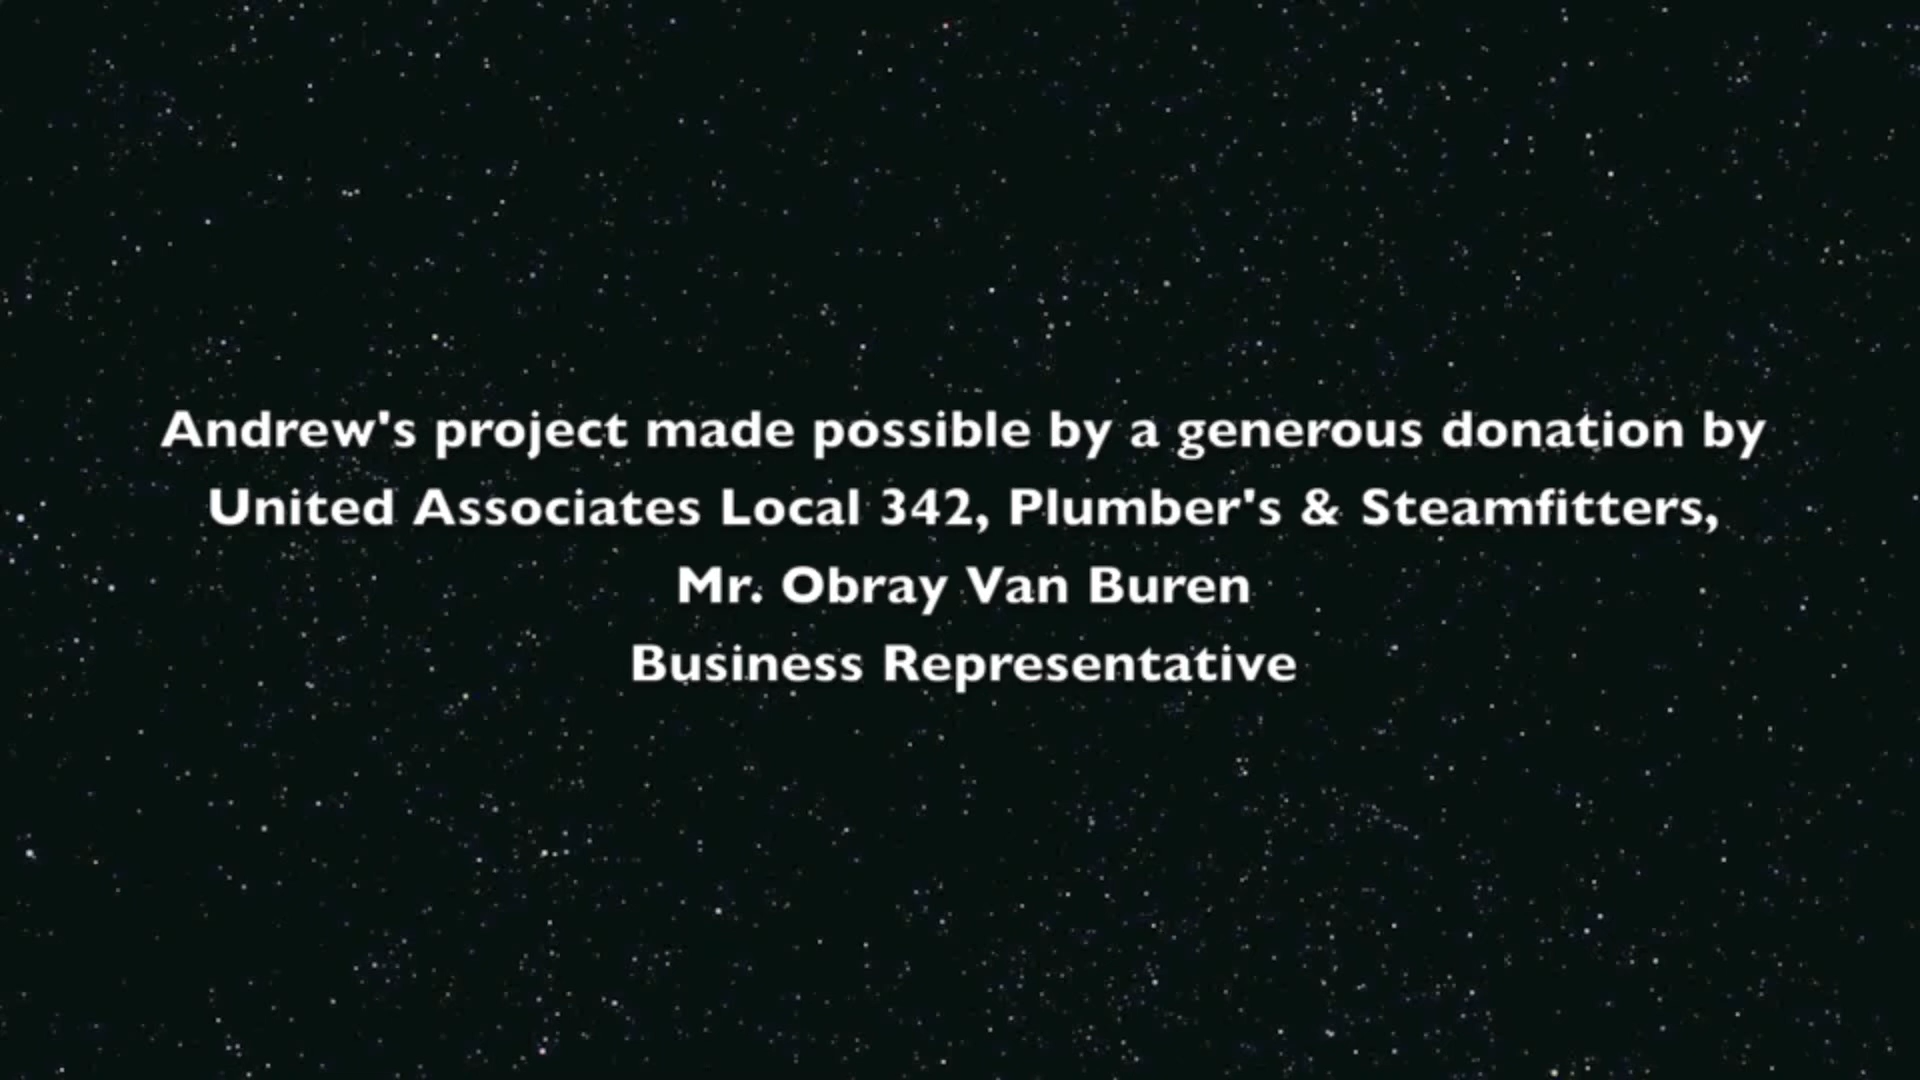 Andrew's project made possible by a generous donation by
United Associates Local 342, Plumber's & Steamfitters,
Mr. Obray Van Buren
Business Representative